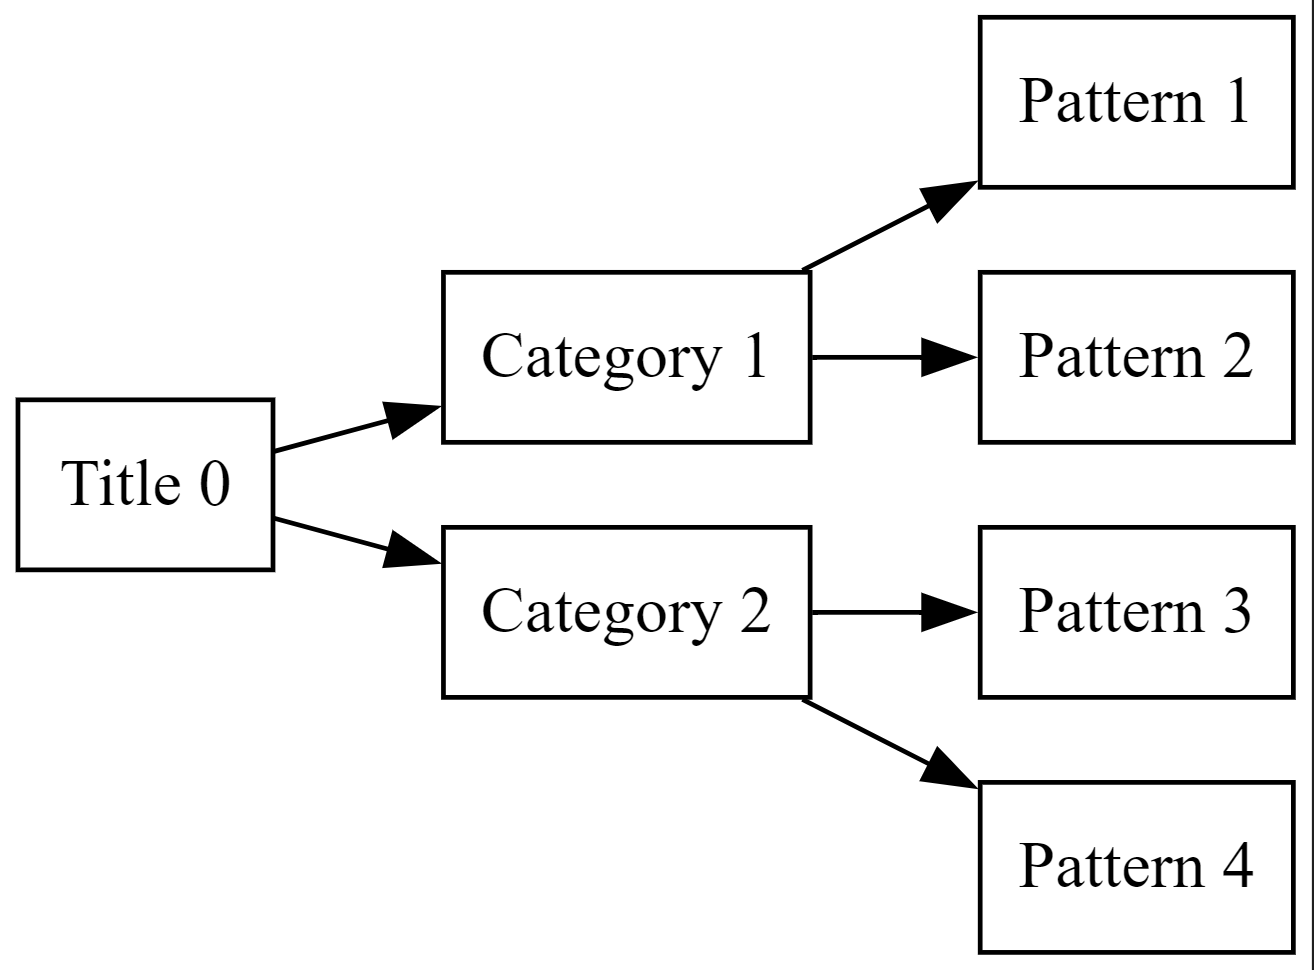 Title 0
Category 1
Category 2
Pattern 1
Pattern 2
Pattern 3
Pattern 4